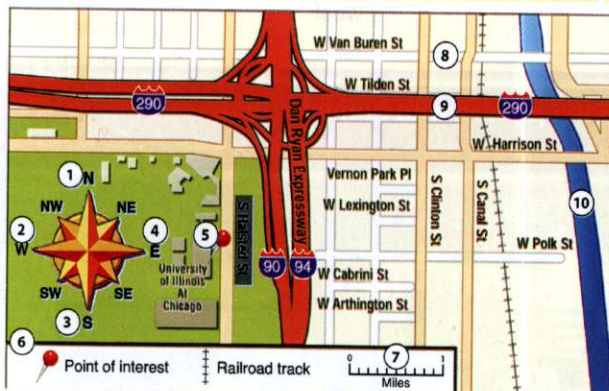 W Van Buren St
8
W Tilden St
290
9
290
Dan Ryan Expressway
W Harrison St
1
N
NW
NE
Vernon Park Pl
S Clinton St
S Canal St
2
W
4
E
5
S Halsted St
W Lexington St
10
W Polk St
SW
SE
University
of Illinois
At
Chicago
90
94
W Cabrini St
3
S
W Arthington St
6
7
Point of interest
Railroad track
0
1
Miles